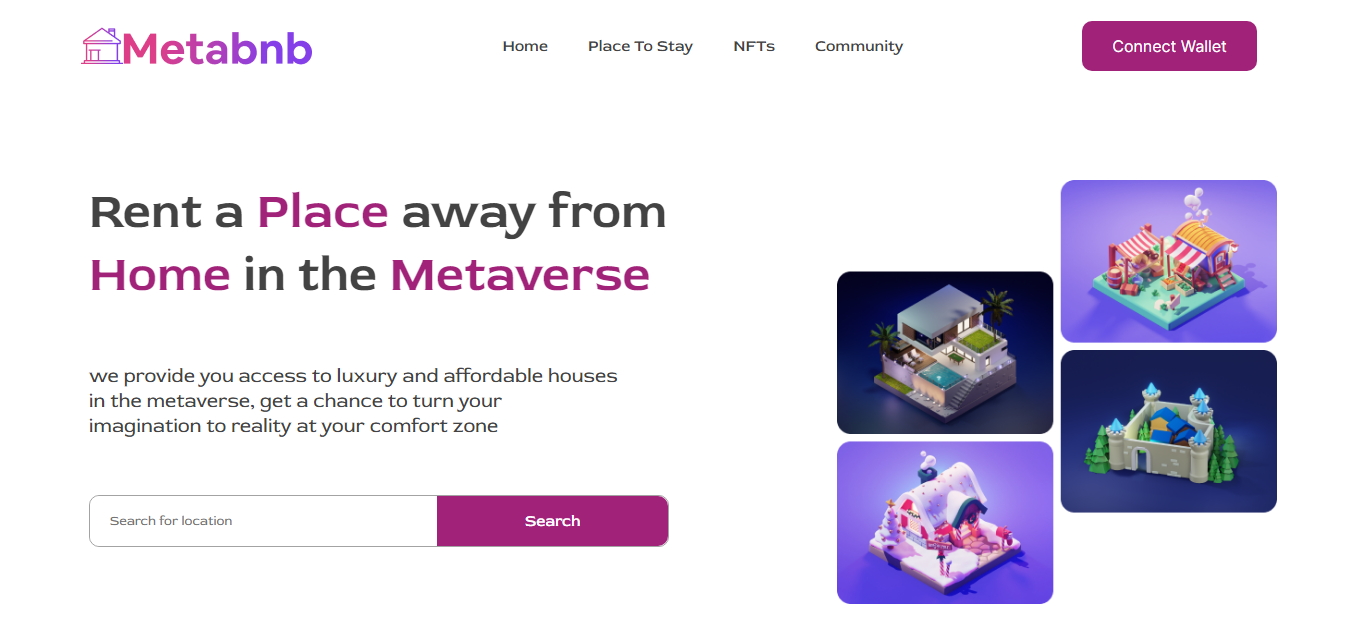 Metabnb
Home
Place To Stay
NFTs
Community
Connect Wallet
Rent a Place away from
Home in the Metaverse
we provide you access to luxury and affordable houses
in the metaverse, get a chance to turn your
imagination to reality at your comfort zone
Search for location
Search